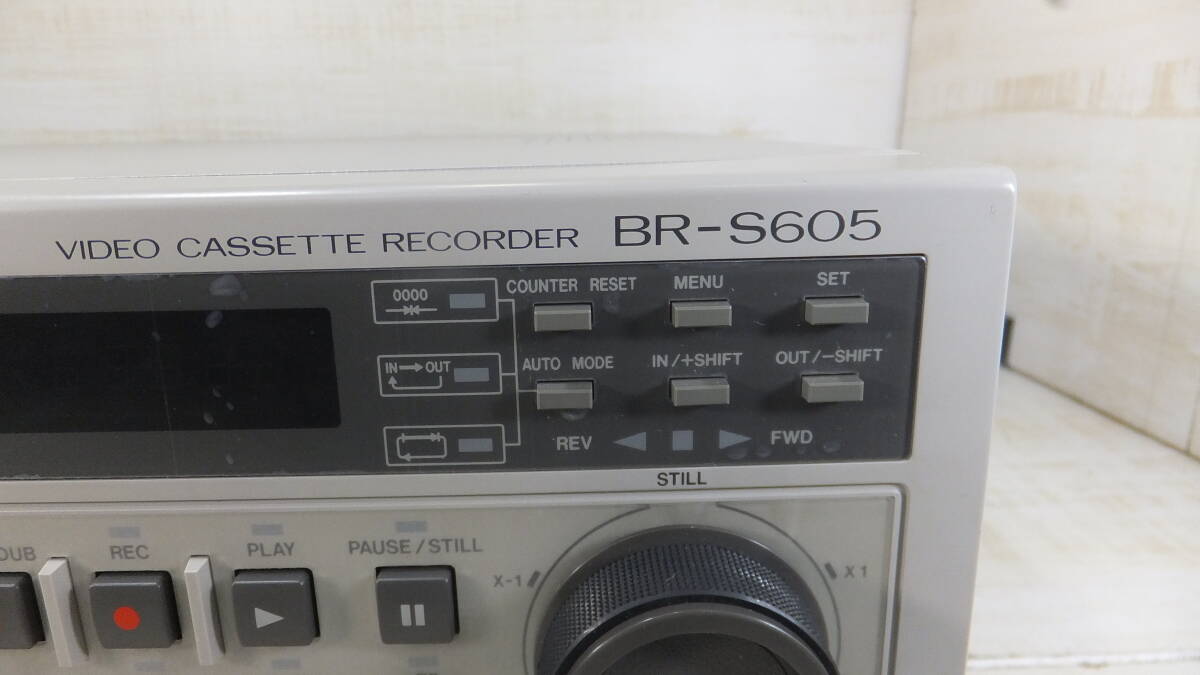 VIDEO CASSETTE RECORDER BR-S605
0000 COUNTER RESET MENU SET
IN OUT AUTO MODE IN/+SHIFT OUT/-SHIFT
REV FWD
STILL
DUB REC PLAY PAUSE/STILL
X-1 X1